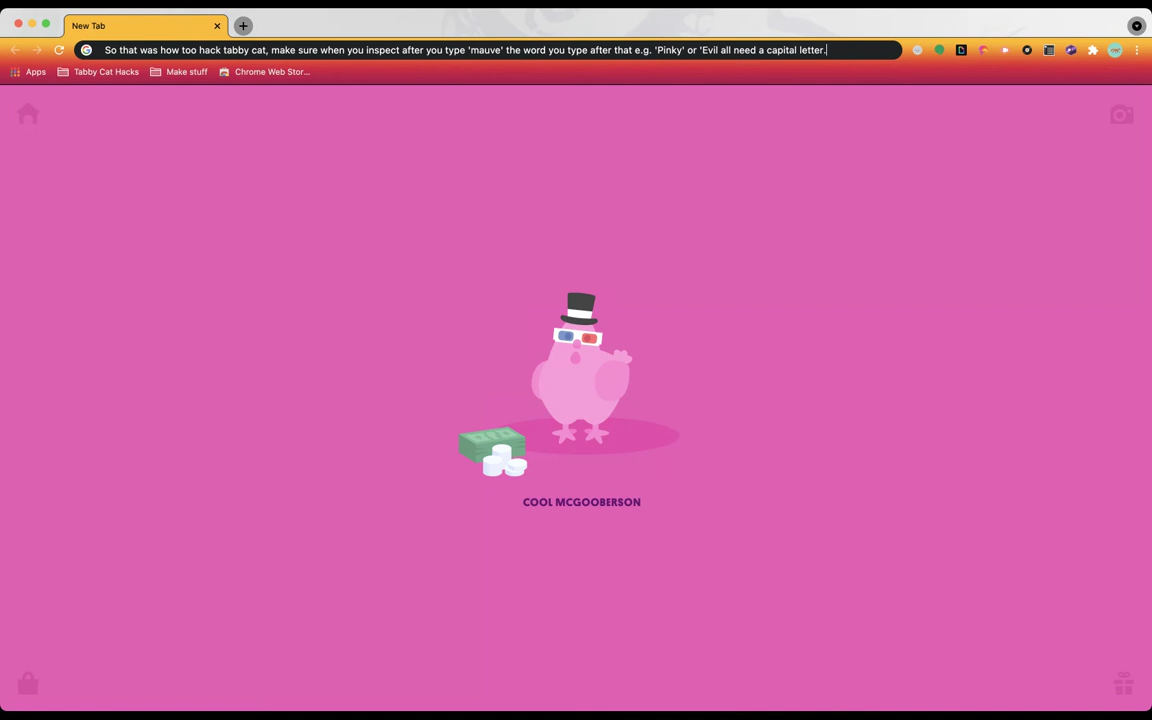 New Tab
So that was how too hack tabby cat, make sure when you inspect after you type 'mauve' the word you type after that e.g. 'Pinky' or 'Evil all need a capital letter.
Apps Tabby Cat Hacks Make stuff Chrome Web Stor...
COOL MCGOOBERSON